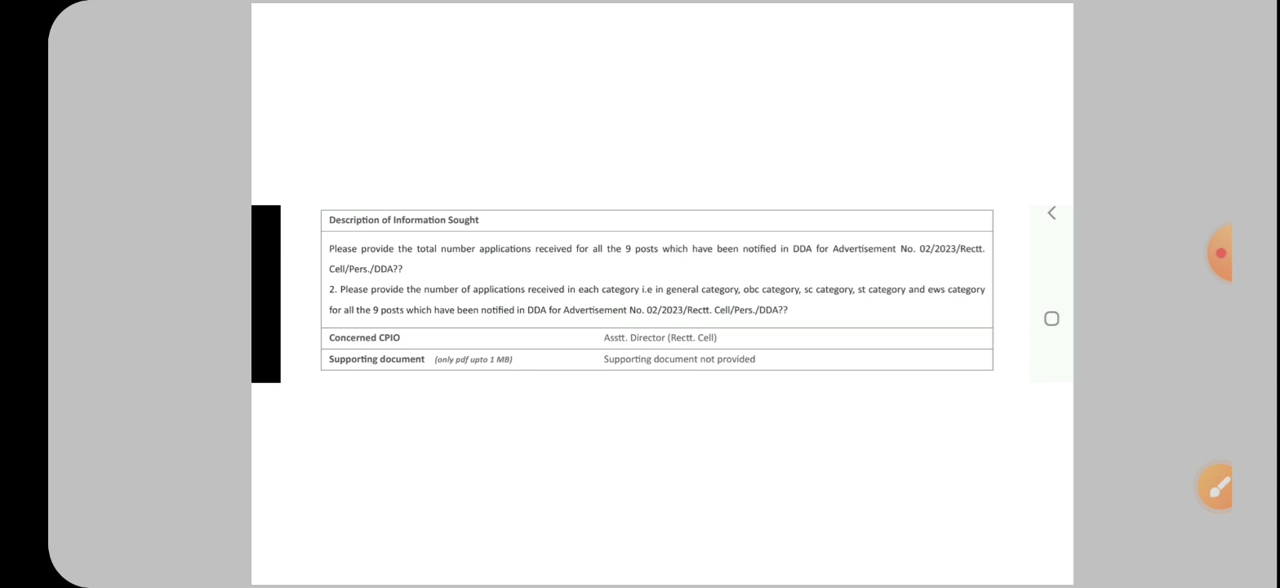 Description of Information Sought
Please provide the total number applications received for all the 9 posts which have been notified in DDA for Advertisement No. 02/2023/Rectt.
Cell/Pers./DDA??
2. Please provide the number of applications received in each category i.e in general category, obc category, sc category, st category and ews category
for all the 9 posts which have been notified in DDA for Advertisement No. 02/2023/Rectt. Cell/Pers./DDA??
Concerned CPIO Asstt. Director (Rectt. Cell)
Supporting document (only pdf upto 1 MB) Supporting document not provided